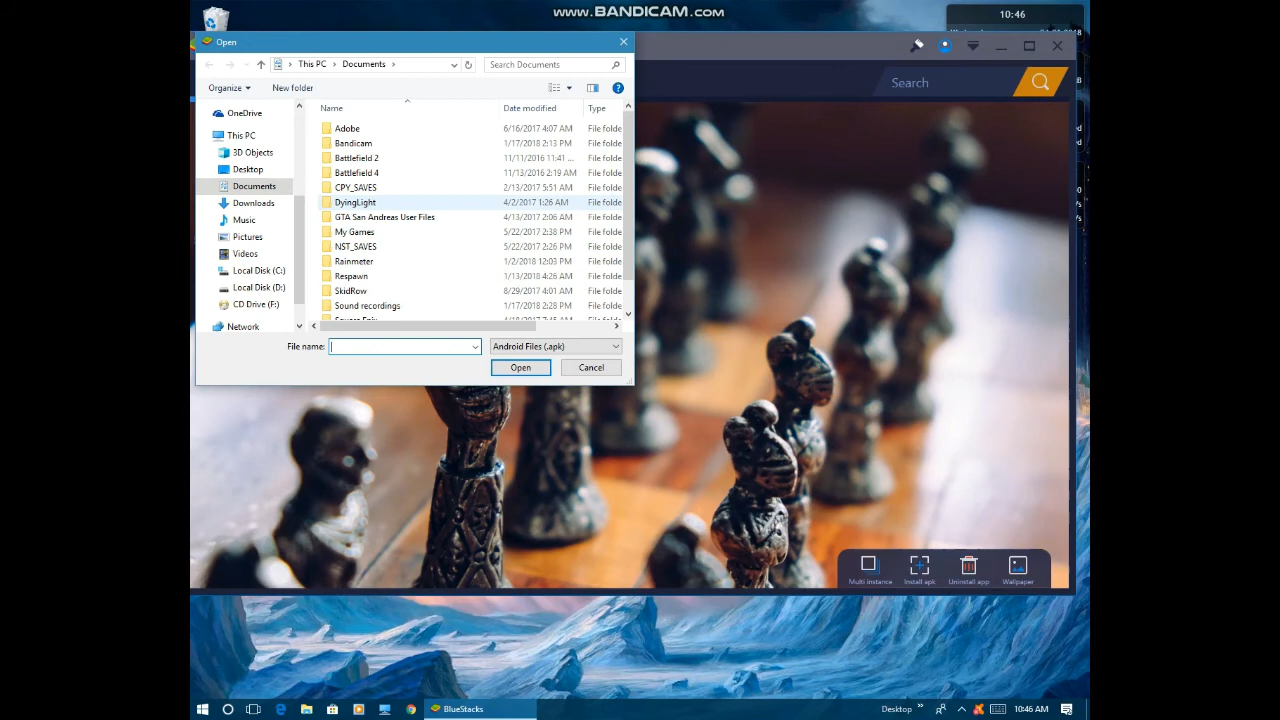 www.BANDICAM.com
10:46
Open
This PC
Documents
Search Documents
Search
Organize
New folder
Name
Date modified
Type
OneDrive
This PC
3D Objects
Desktop
Documents
Downloads
Music
Pictures
Videos
Local Disk (C:)
Local Disk (D:)
CD Drive (F:)
Network
Adobe 6/16/2017 4:07 AM File folde
Bandicam 1/17/2018 2:13 PM File folde
Battlefield 2 11/11/2016 11:41 ... File folde
Battlefield 4 11/13/2016 2:19 AM File folde
CPY_SAVES 2/13/2017 5:51 AM File folde
DyingLight 4/2/2017 1:26 AM File folde
GTA San Andreas User Files 4/13/2017 2:06 AM File folde
My Games 5/22/2017 2:38 PM File folde
NST_SAVES 5/22/2017 2:26 PM File folde
Rainmeter 1/2/2018 12:03 PM File folde
Respawn 1/13/2018 4:26 AM File folde
SkidRow 8/29/2017 4:01 AM File folde
Sound recordings 1/17/2018 2:28 PM File folde
File name:
Android Files (.apk)
Open
Cancel
Multi instance
Install apk
Uninstall app
Wallpaper
BlueStacks
Desktop
10:46 AM